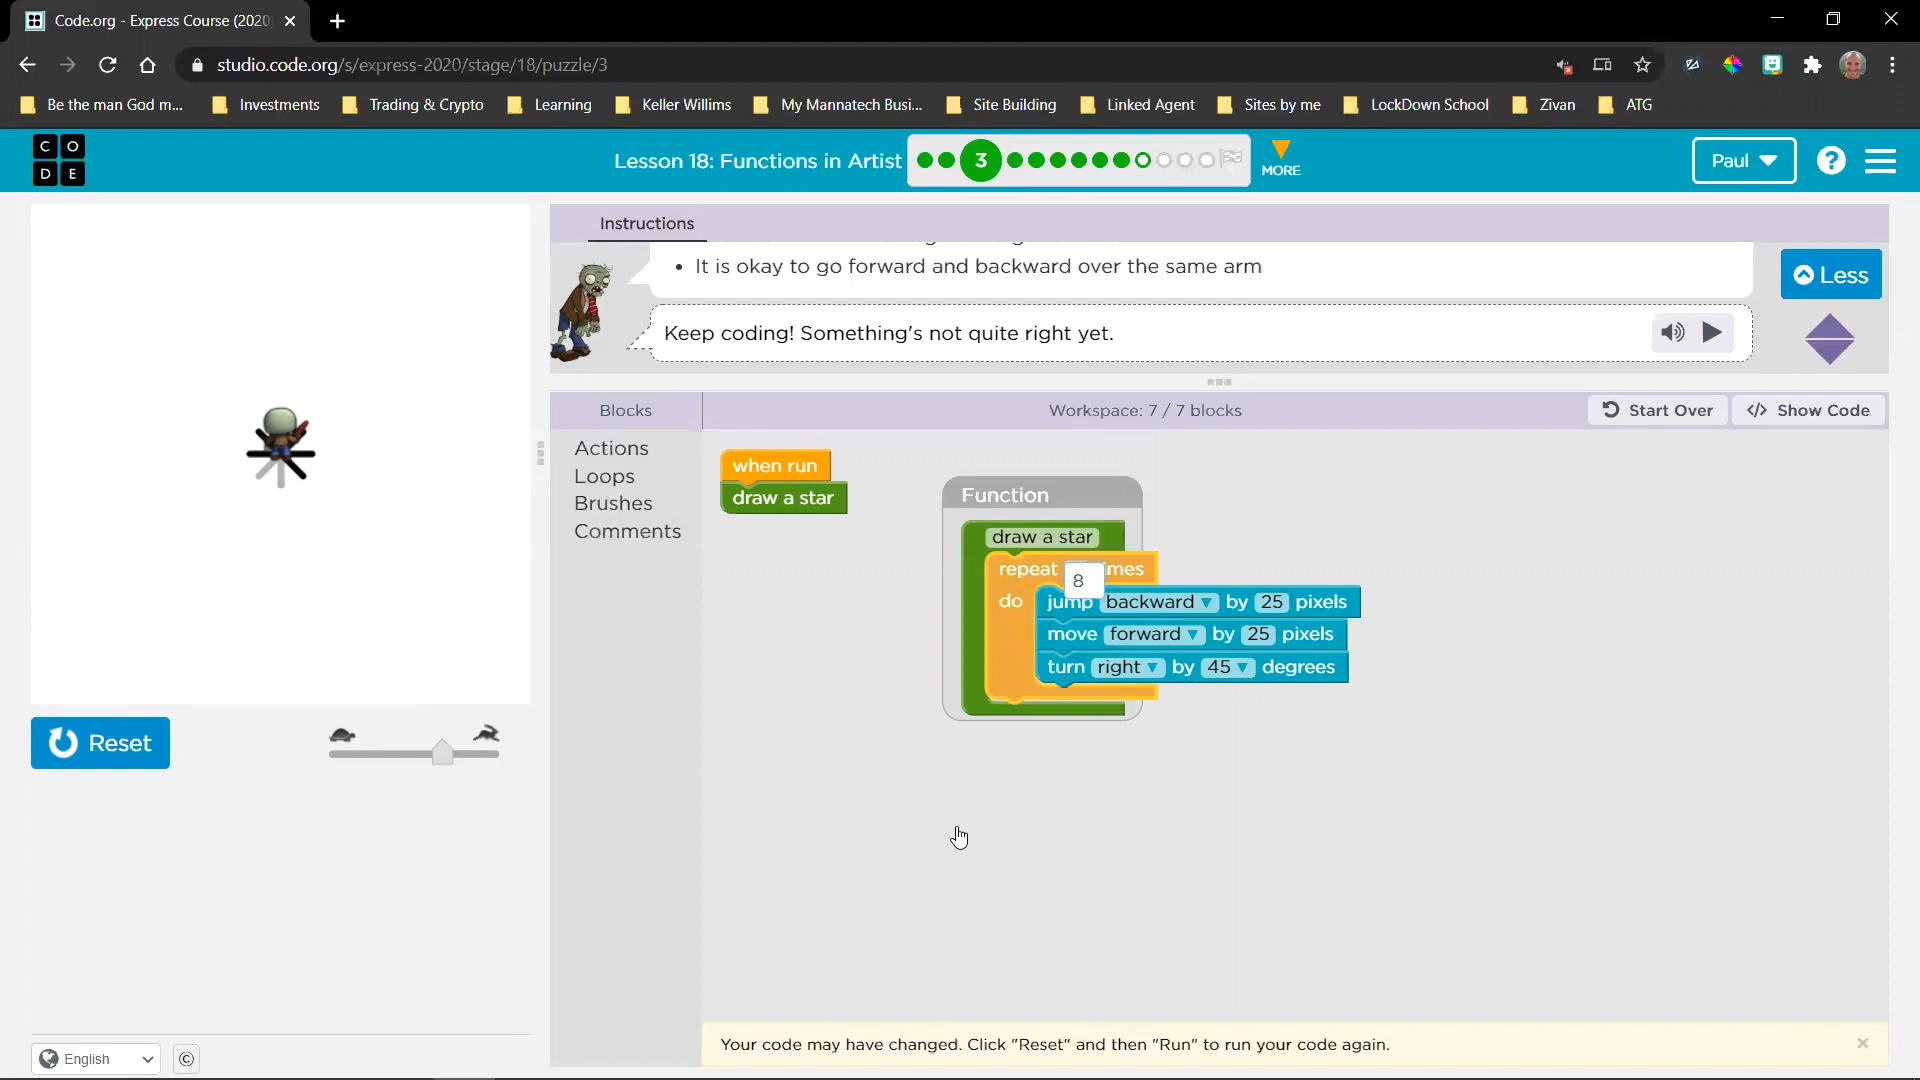 Code.org - Express Course (2020)
studio.code.org/s/express-2020/stage/18/puzzle/3
Be the man God m...
Investments
Trading & Crypto
Learning
Keller Willims
My Mannatech Busi...
Site Building
Linked Agent
Sites by me
LockDown School
Zivan
ATG
C O
D E
Lesson 18: Functions in Artist
3
MORE
Paul
?
Instructions
• It is okay to go forward and backward over the same arm
Less
Keep coding! Something's not quite right yet.
Blocks
Workspace: 7 / 7 blocks
Start Over
</> Show Code
Actions
Loops
Brushes
Comments
when run
draw a star
Function
draw a star
repeat 8 mes
do
jump backward by 25 pixels
move forward by 25 pixels
turn right by 45 degrees
Reset
English
©
Your code may have changed. Click "Reset" and then "Run" to run your code again.